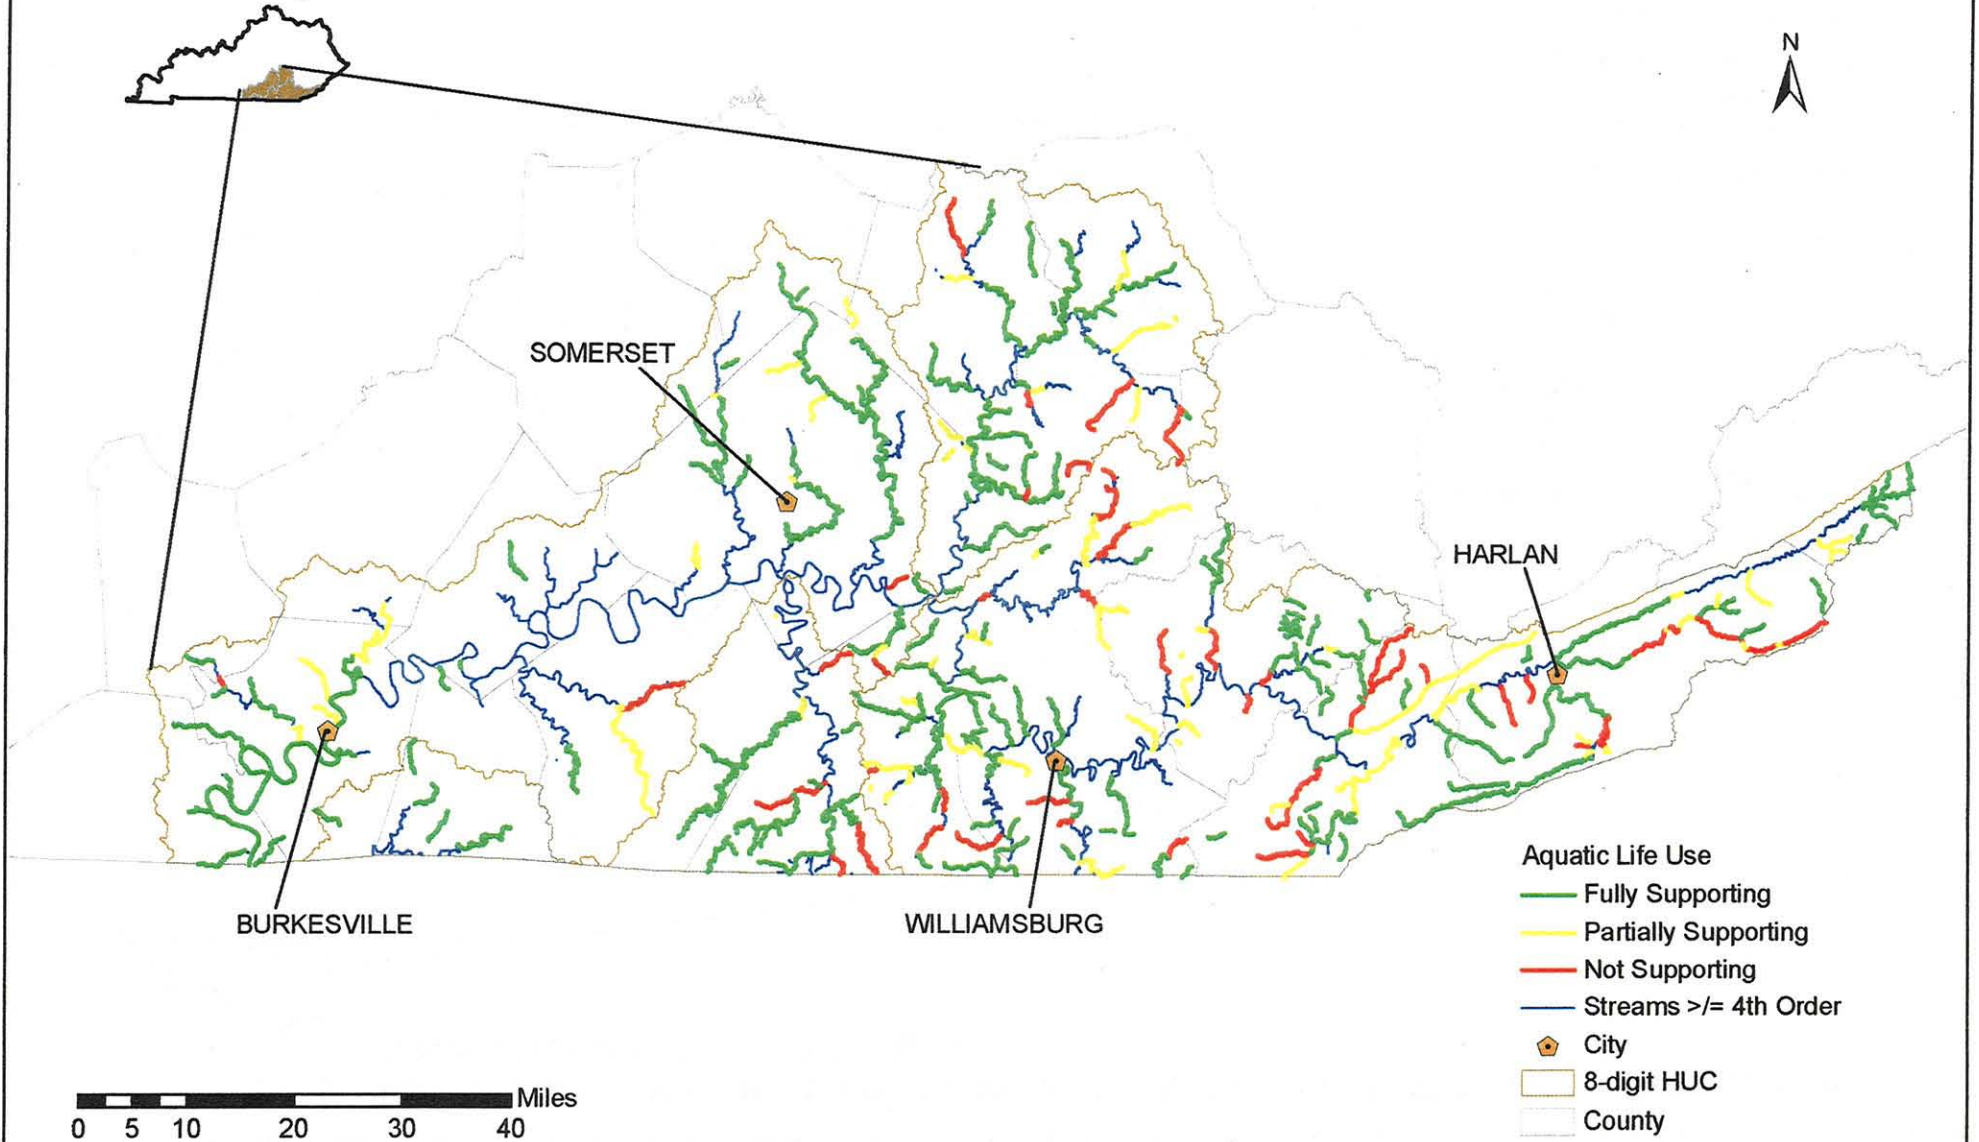 N
SOMERSET
HARLAN
BURKESVILLE
WILLIAMSBURG
Aquatic Life Use
Fully Supporting
Partially Supporting
Not Supporting
Streams >/= 4th Order
City
8-digit HUC
County
Miles
0 5 10 20 30 40